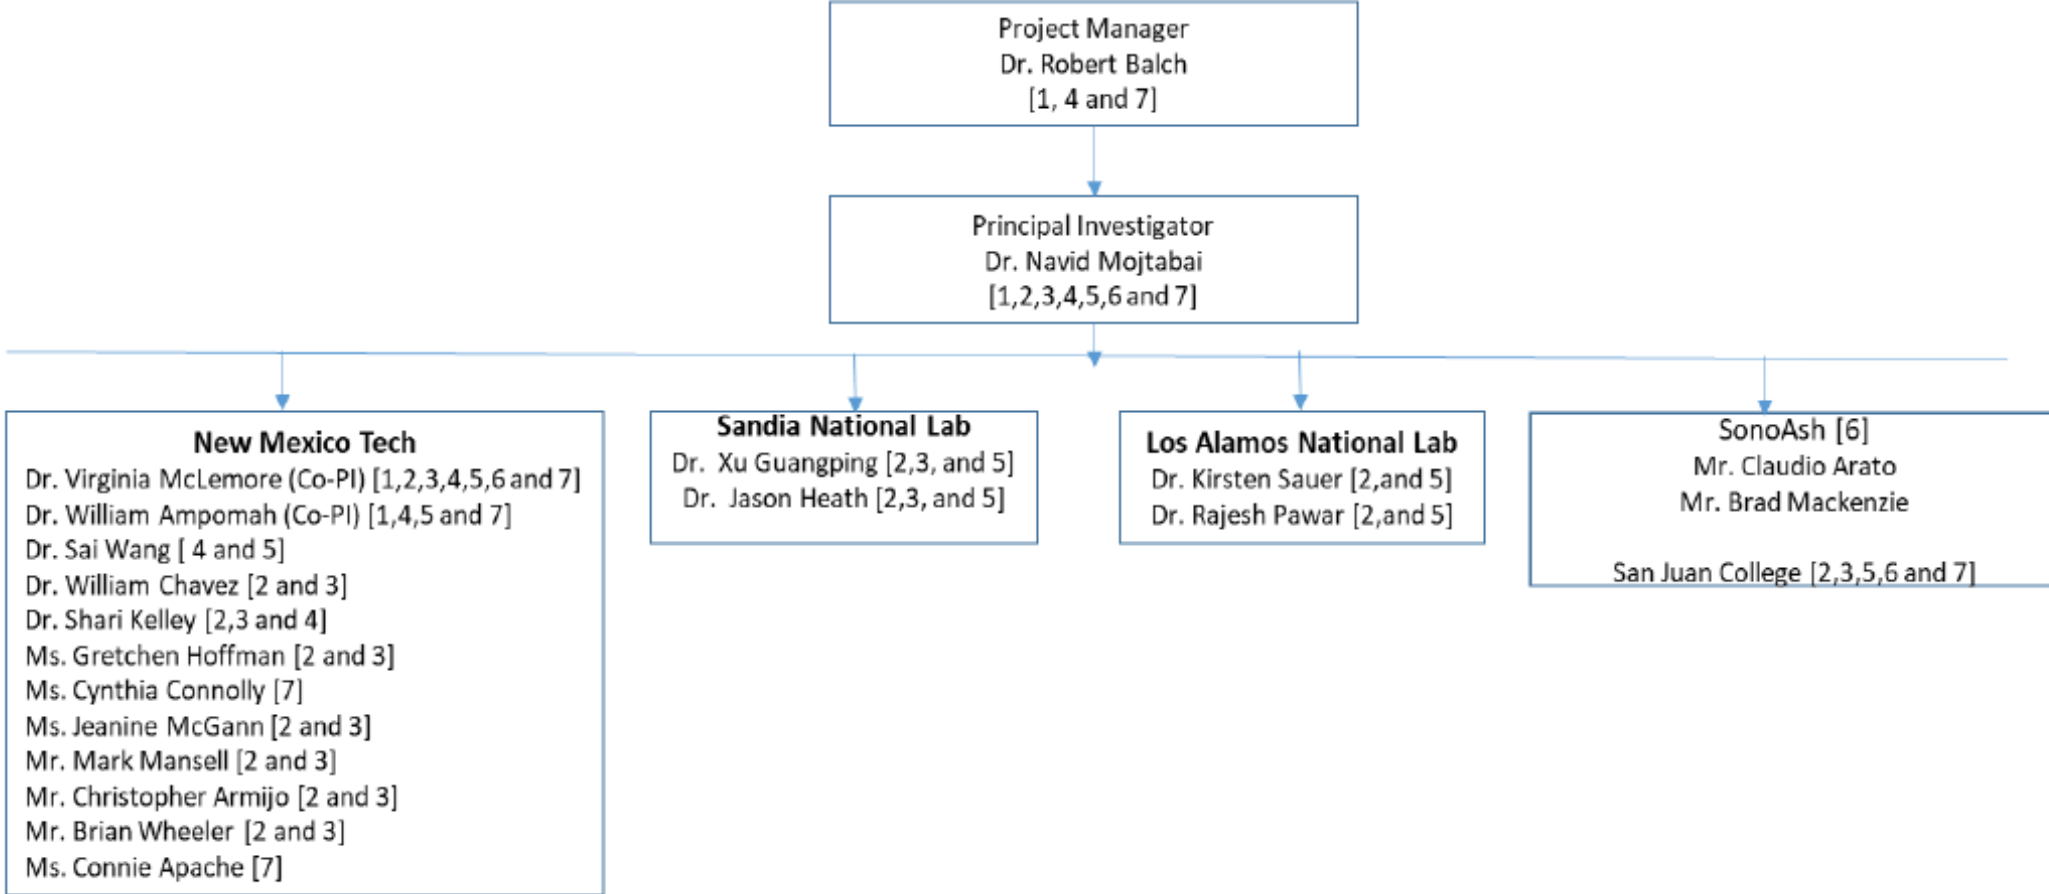 Project Manager
Dr. Robert Balch
[1, 4 and 7]
Principal Investigator
Dr. Navid Mojtabai
[1,2,3,4,5,6 and 7]
New Mexico Tech
Dr. Virginia McLemore (Co-PI) [1,2,3,4,5,6 and 7]
Dr. William Ampomah (Co-PI) [1,4,5 and 7]
Dr. Sai Wang [ 4 and 5]
Dr. William Chavez [2 and 3]
Dr. Shari Kelley [2,3 and 4]
Ms. Gretchen Hoffman [2 and 3]
Ms. Cynthia Connolly [7]
Ms. Jeanine McGann [2 and 3]
Mr. Mark Mansell [2 and 3]
Mr. Christopher Armijo [2 and 3]
Mr. Brian Wheeler [2 and 3]
Ms. Connie Apache [7]
Sandia National Lab
Dr. Xu Guangping [2,3, and 5]
Dr. Jason Heath [2,3, and 5]
Los Alamos National Lab
Dr. Kirsten Sauer [2,and 5]
Dr. Rajesh Pawar [2,and 5]
SonoAsh [6]
Mr. Claudio Arato
Mr. Brad Mackenzie
San Juan College [2,3,5,6 and 7]